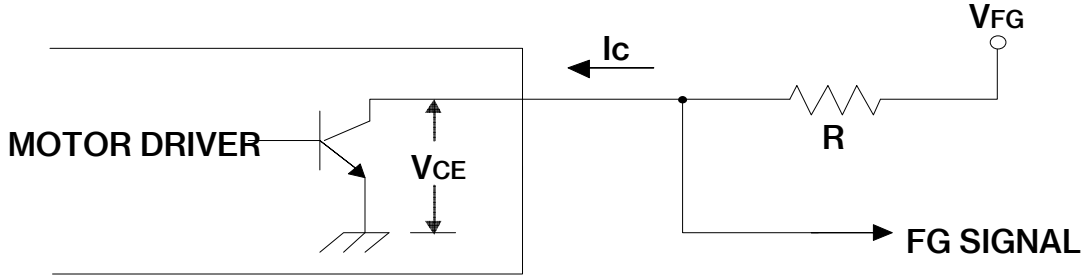 VFG
Ic
MOTOR DRIVER
VCE
R
FG SIGNAL